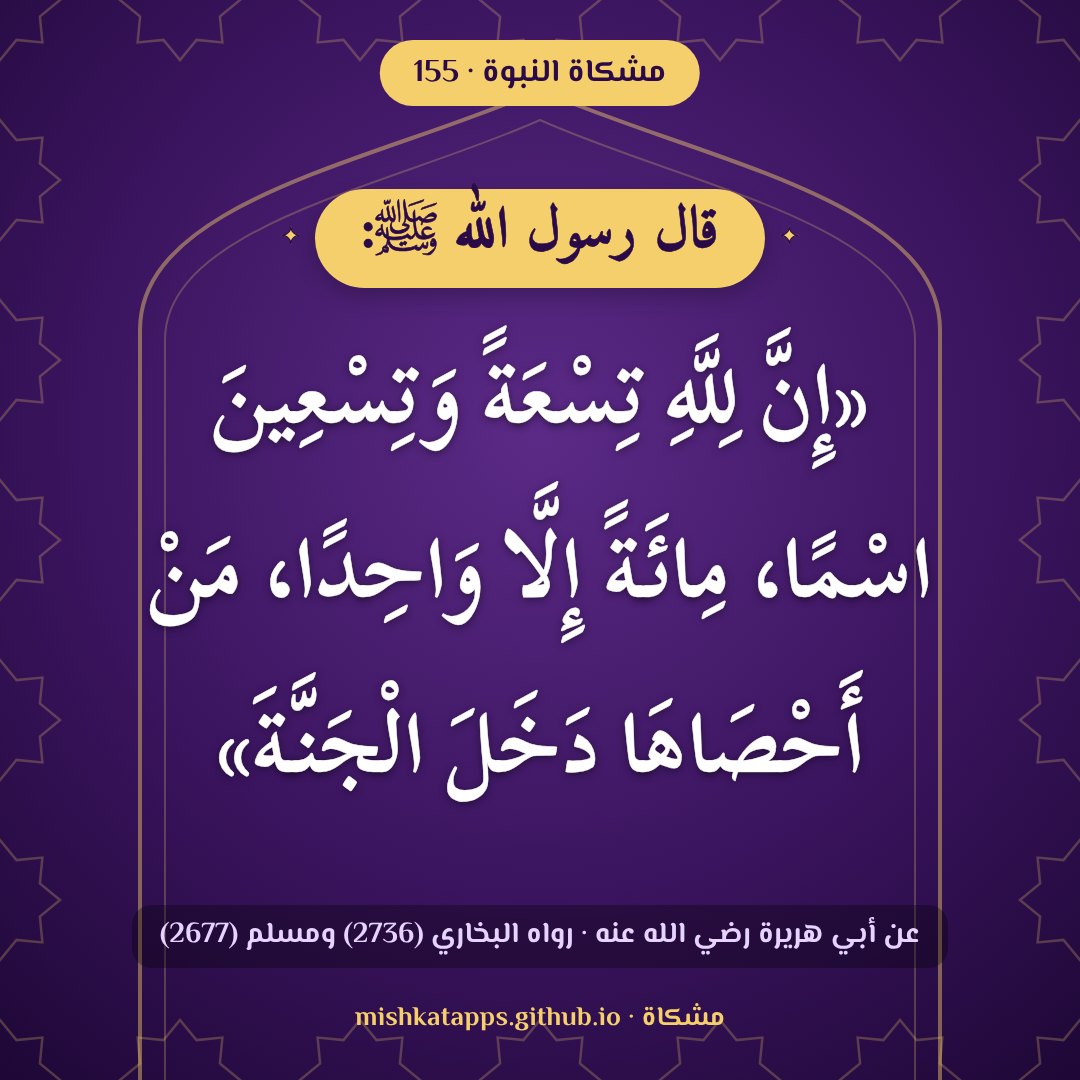 مشكاة النبوة · 155
قال رسول الله ﷺ:
«إِنَّ لِلَّهِ تِسْعَةً وَتِسْعِينَ
اسْمًا، مِائَةً إِلَّا وَاحِدًا، مَنْ
أَحْصَاهَا دَخَلَ الْجَنَّةَ»
عن أبي هريرة رضي الله عنه · رواه البخاري (2736) ومسلم (2677)
مشكاة · mishkatapps.github.io